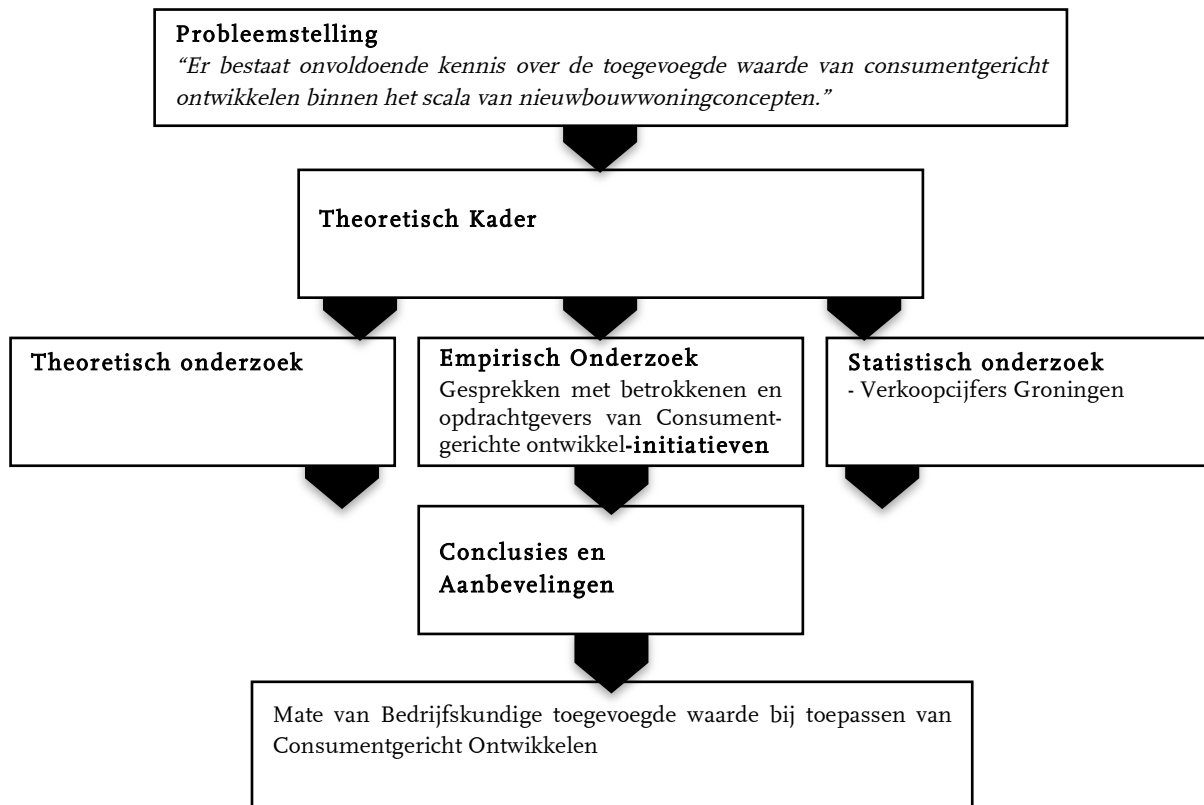 Probleemstelling
“Er bestaat onvoldoende kennis over de toegevoegde waarde van consumentgericht
ontwikkelen binnen het scala van nieuwbouwwoningconcepten.”
Theoretisch Kader
Theoretisch onderzoek
Empirisch Onderzoek
Gesprekken met betrokkenen en
opdrachtgevers van Consument-
gerichte ontwikkel-initiatieven
Statistisch onderzoek
- Verkoopcijfers Groningen
Conclusies en
Aanbevelingen
Mate van Bedrijfskundige toegevoegde waarde bij toepassen van
Consumentgericht Ontwikkelen